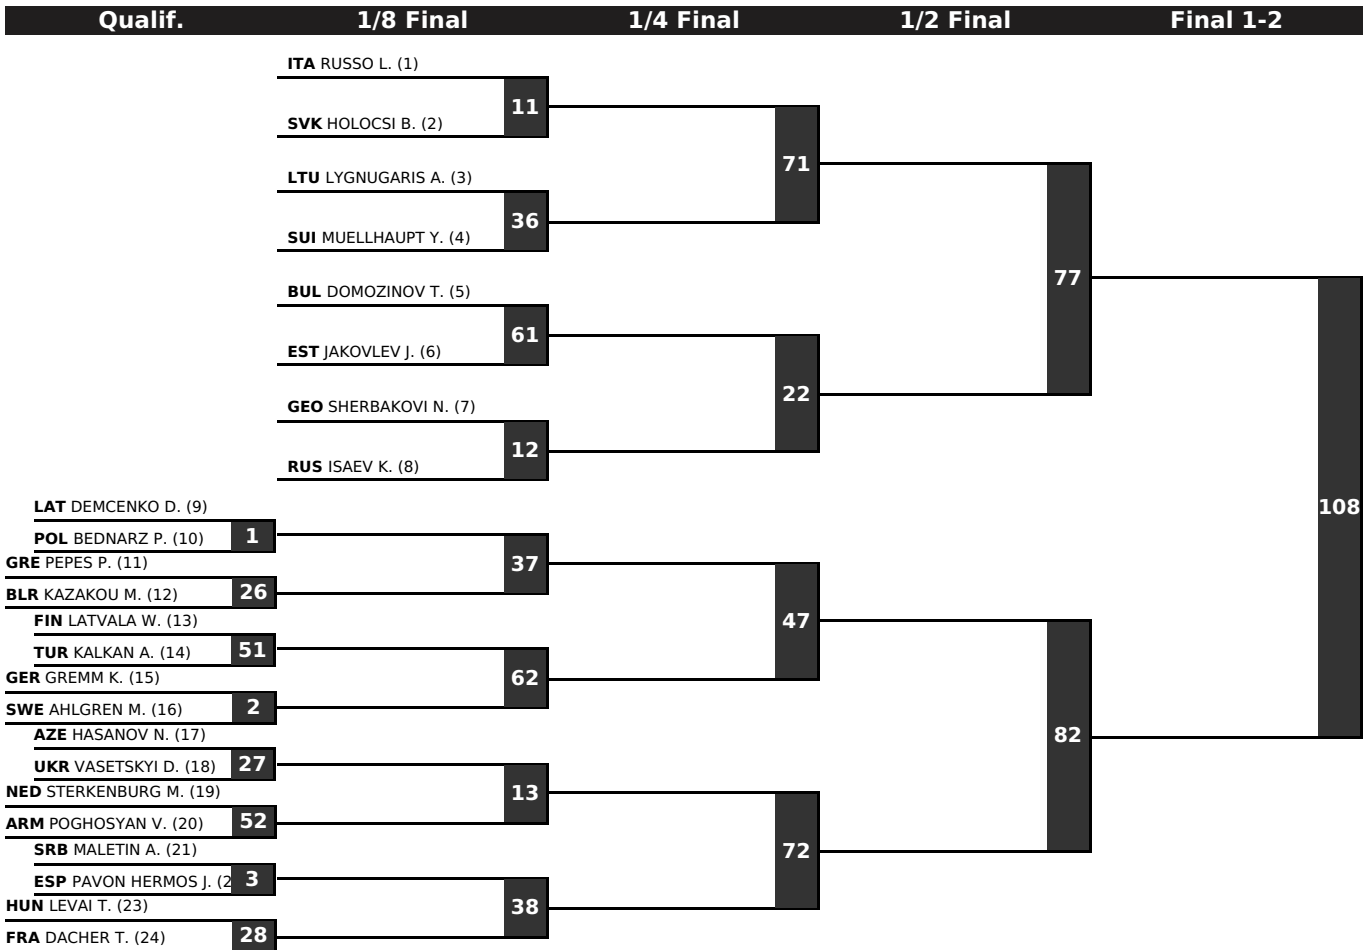 Qualif. 1/8 Final 1/4 Final 1/2 Final Final 1-2
ITA RUSSO L. (1)
11
SVK HOLOCSI B. (2)
71
LTU LYGNUGARIS A. (3)
36
SUI MUELLHAUPT Y. (4)
77
BUL DOMOZINOV T. (5)
61
EST JAKOVLEV J. (6)
22
GEO SHERBAKOVI N. (7)
12
RUS ISAEV K. (8)
108
LAT DEMCENKO D. (9)
POL BEDNARZ P. (10) 1
GRE PEPES P. (11)
37
BLR KAZAKOU M. (12) 26
FIN LATVALA W. (13)
47
TUR KALKAN A. (14) 51
GER GREMM K. (15)
62
SWE AHLGREN M. (16) 2
AZE HASANOV N. (17)
82
UKR VASETSKYI D. (18) 27
NED STERKENBURG M. (19)
13
ARM POGHOSYAN V. (20) 52
SRB MALETIN A. (21)
72
ESP PAVON HERMOS J. (2 3
HUN LEVAI T. (23)
38
FRA DACHER T. (24) 28